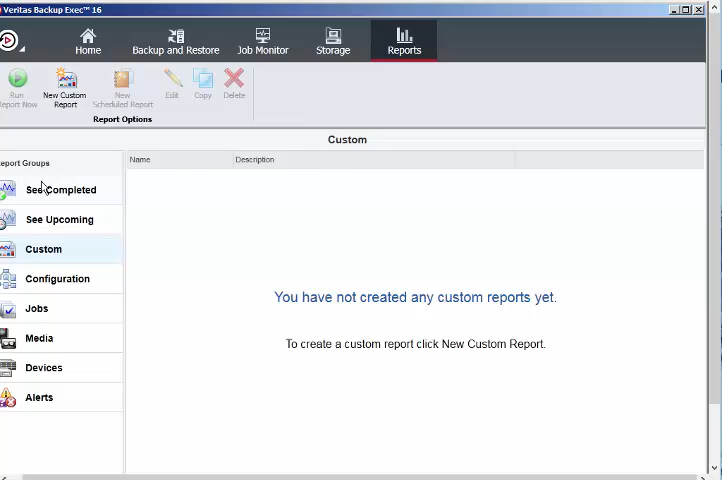 Veritas Backup Exec™ 16
Home
Backup and Restore
Job Monitor
Storage
Reports
Run Report Now
New Custom Report
New Scheduled Report
Edit
Copy
Delete
Report Options
Custom
eport Groups
Name
Description
See Completed
See Upcoming
Custom
Configuration
Jobs
Media
Devices
Alerts
You have not created any custom reports yet.
To create a custom report click New Custom Report.